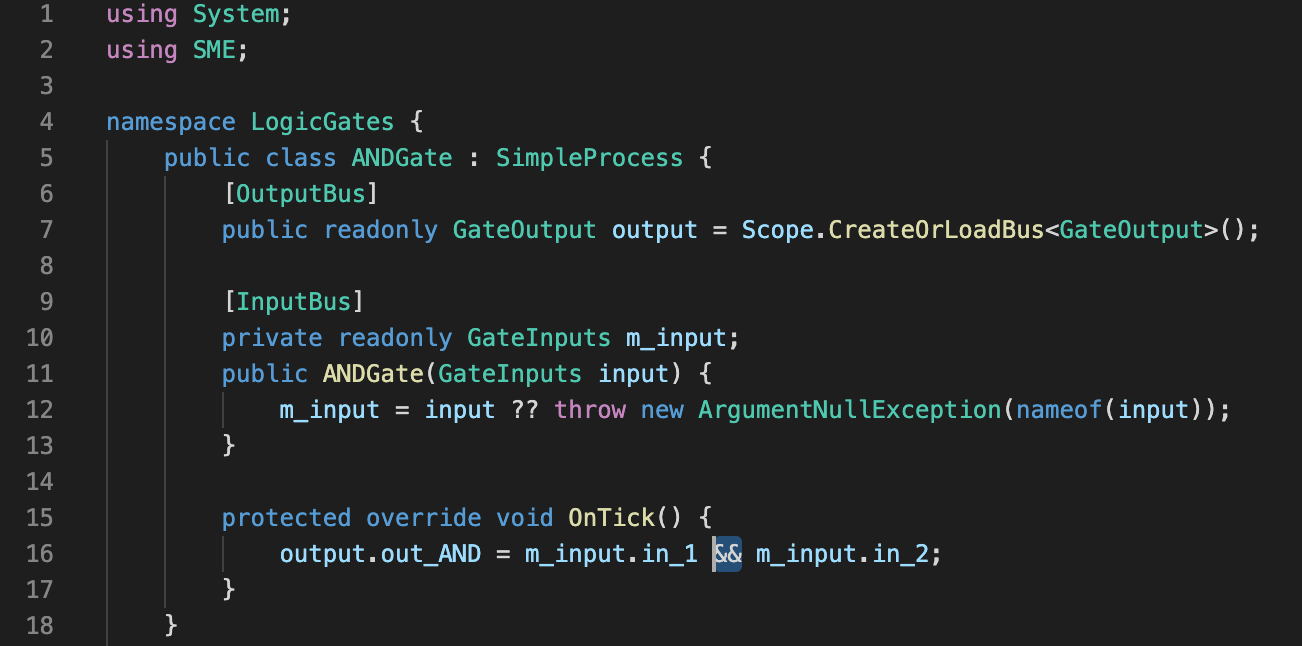 1 using System;
2 using SME;
3
4 namespace LogicGates {
5 public class ANDGate : SimpleProcess {
6 [OutputBus]
7 public readonly GateOutput output = Scope.CreateOrLoadBus<GateOutput>();
8
9 [InputBus]
10 private readonly GateInputs m_input;
11 public ANDGate(GateInputs input) {
12 m_input = input ?? throw new ArgumentNullException(nameof(input));
13 }
14
15 protected override void OnTick() {
16 output.out_AND = m_input.in_1 && m_input.in_2;
17 }
18 }